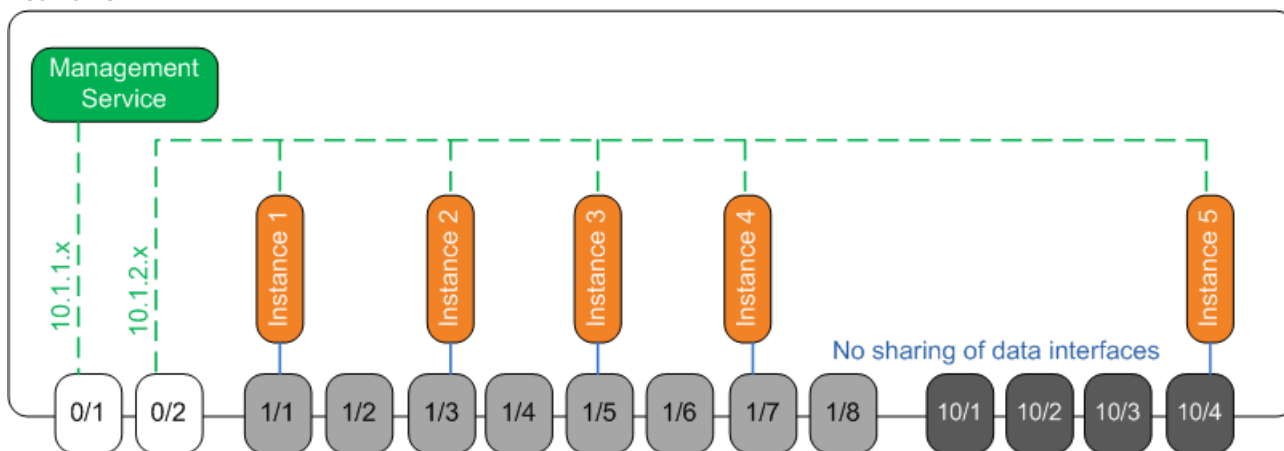 Management
Service
10.1.1.x
10.1.2.x
Instance 1
Instance 2
Instance 3
Instance 4
Instance 5
No sharing of data interfaces
0/1
0/2
1/1
1/2
1/3
1/4
1/5
1/6
1/7
1/8
10/1
10/2
10/3
10/4